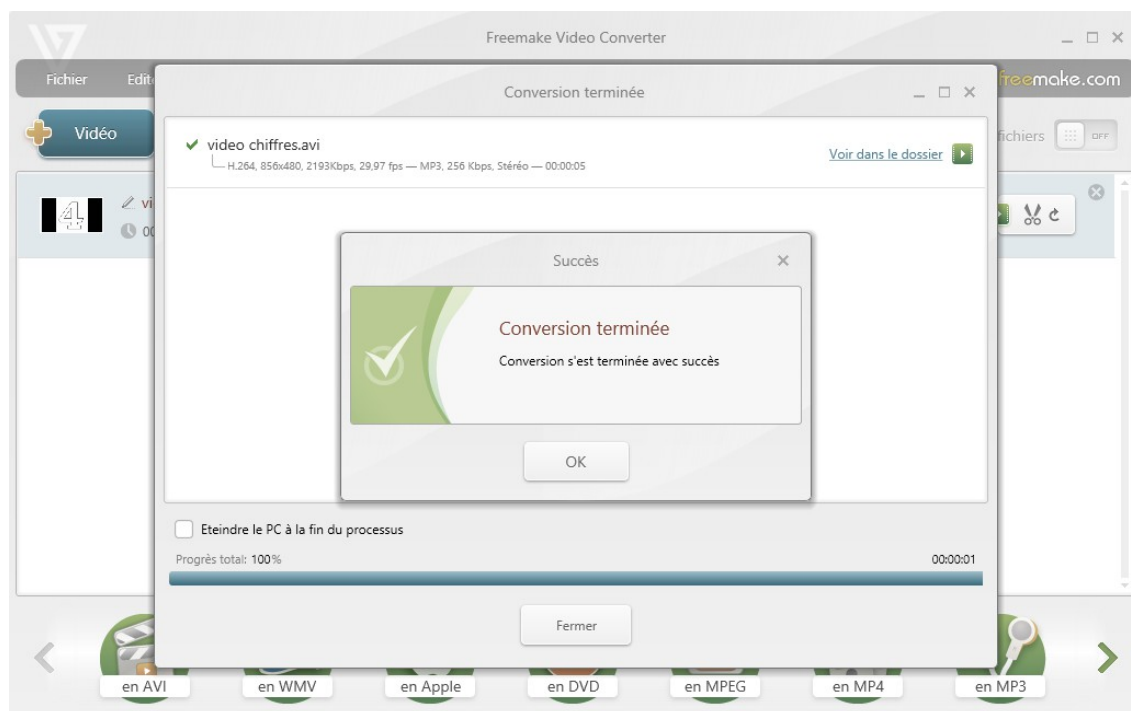 Freemake Video Converter
Fichier
freemake.com
Conversion terminée
Vidéo
fichiers
OFF
video chiffres.avi
H.264, 856x480, 2193Kbps, 29,97 fps — MP3, 256 Kbps, Stéréo — 00:00:05
Voir dans le dossier
4
Succès
Conversion terminée
Conversion s'est terminée avec succès
OK
Eteindre le PC à la fin du processus
Progrès total: 100%
00:00:01
Fermer
en AVI
en WMV
en Apple
en DVD
en MPEG
en MP4
en MP3